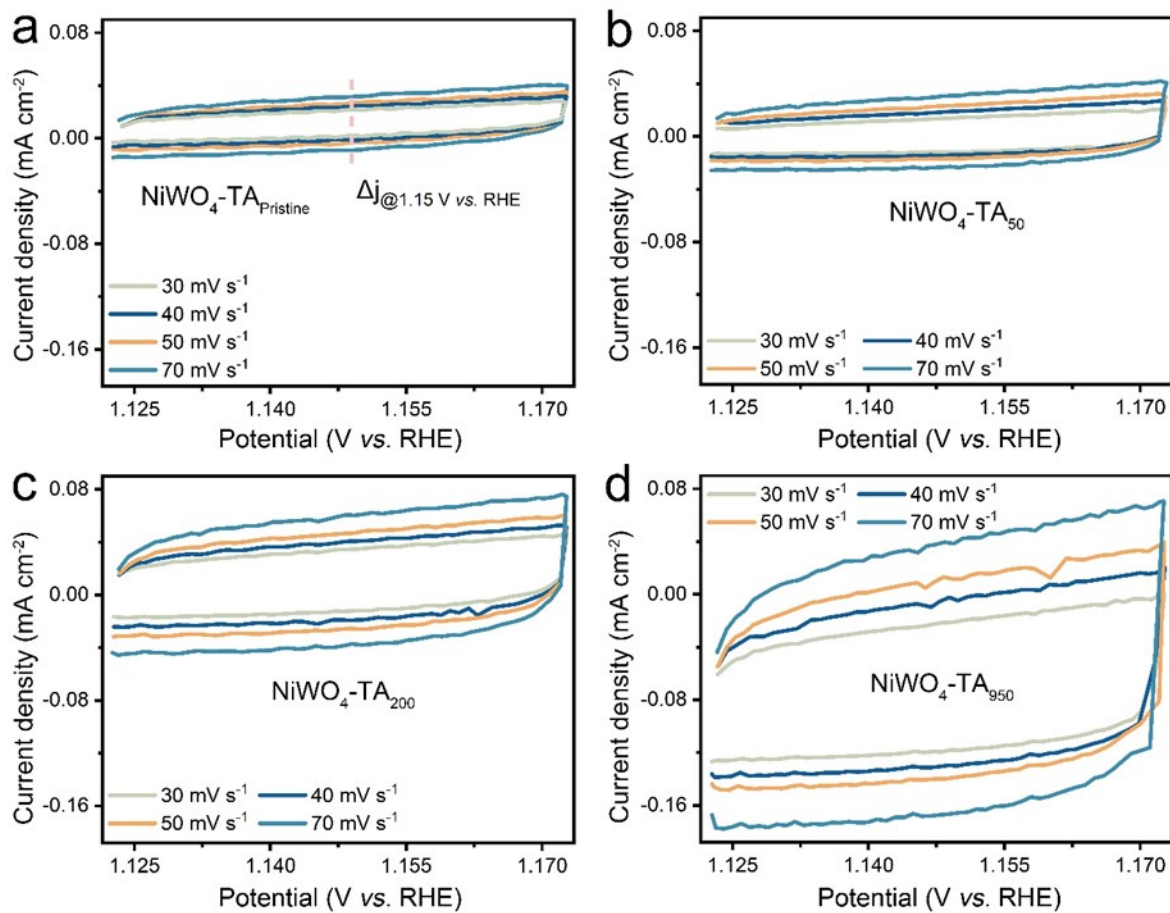 a
0.08
0.00
-0.08
-0.16
Current density (mA cm⁻²)
NiWO₄-TA_Pristine
Δj_@1.15 V vs. RHE
30 mV s⁻¹
40 mV s⁻¹
50 mV s⁻¹
70 mV s⁻¹
1.125 1.140 1.155 1.170
Potential (V vs. RHE)
b
0.08
0.00
-0.08
-0.16
Current density (mA cm⁻²)
NiWO₄-TA₅₀
30 mV s⁻¹ 40 mV s⁻¹
50 mV s⁻¹ 70 mV s⁻¹
1.125 1.140 1.155 1.170
Potential (V vs. RHE)
c
0.08
0.00
-0.08
-0.16
Current density (mA cm⁻²)
NiWO₄-TA₂₀₀
30 mV s⁻¹ 40 mV s⁻¹
50 mV s⁻¹ 70 mV s⁻¹
1.125 1.140 1.155 1.170
Potential (V vs. RHE)
d
0.08
0.00
-0.08
-0.16
Current density (mA cm⁻²)
30 mV s⁻¹ 40 mV s⁻¹
50 mV s⁻¹ 70 mV s⁻¹
NiWO₄-TA₉₅₀
1.125 1.140 1.155 1.170
Potential (V vs. RHE)